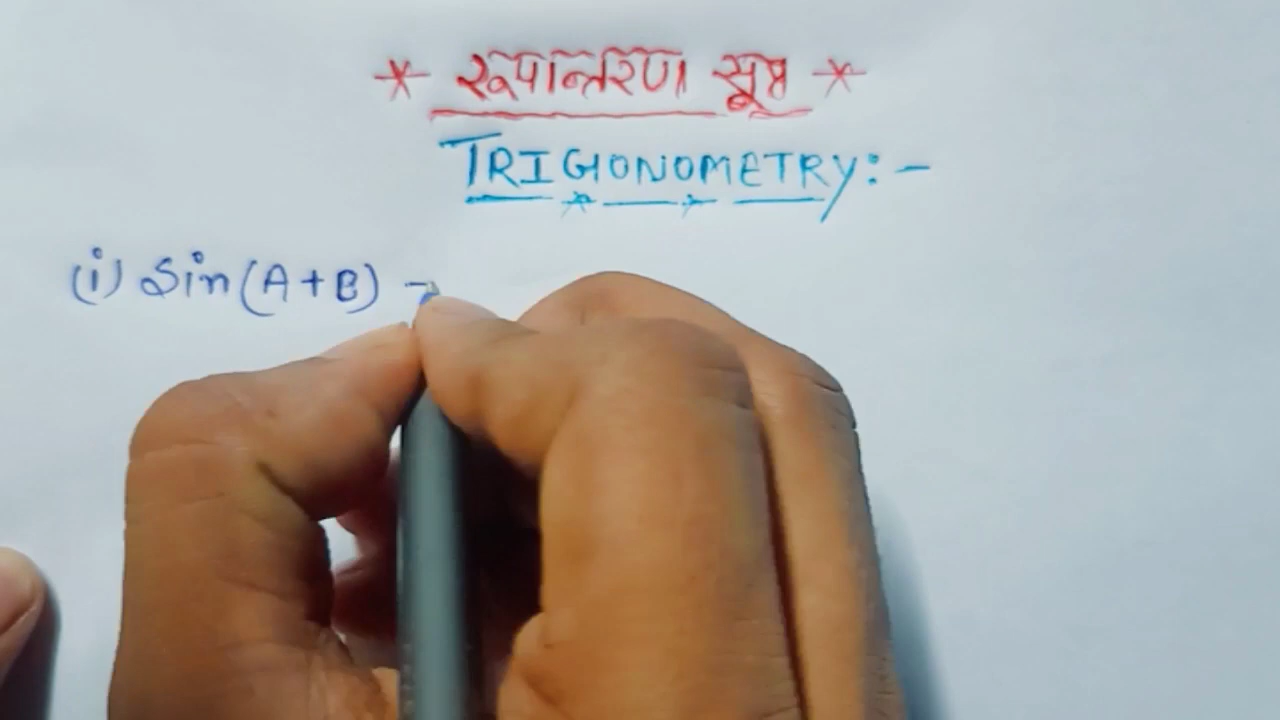 * रूपान्तरण सूत्र *
TRIGONOMETRY: -
(i) Sin(A+B) =